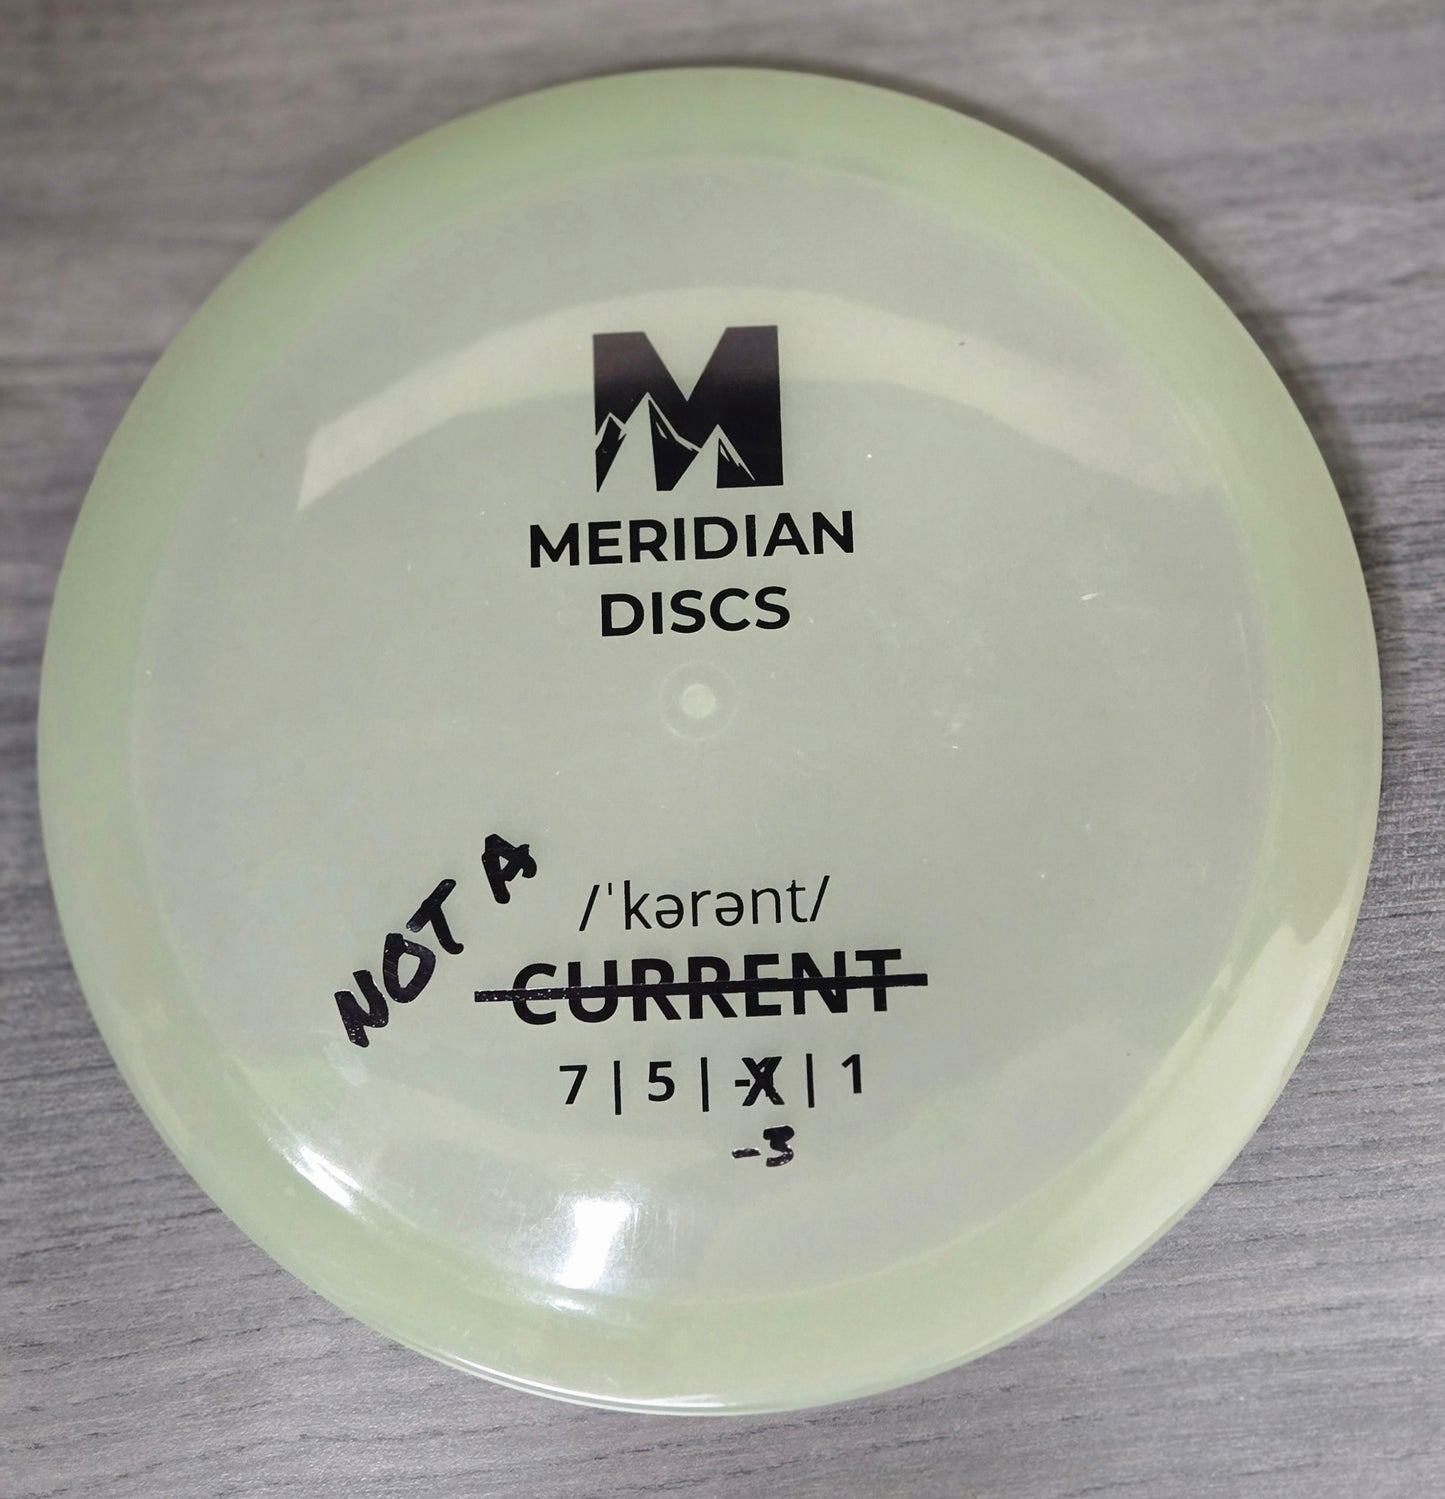 M
MERIDIAN
DISCS
NOT A
/ˈkərənt/
CURRENT
7 | 5 | - | 1
-3